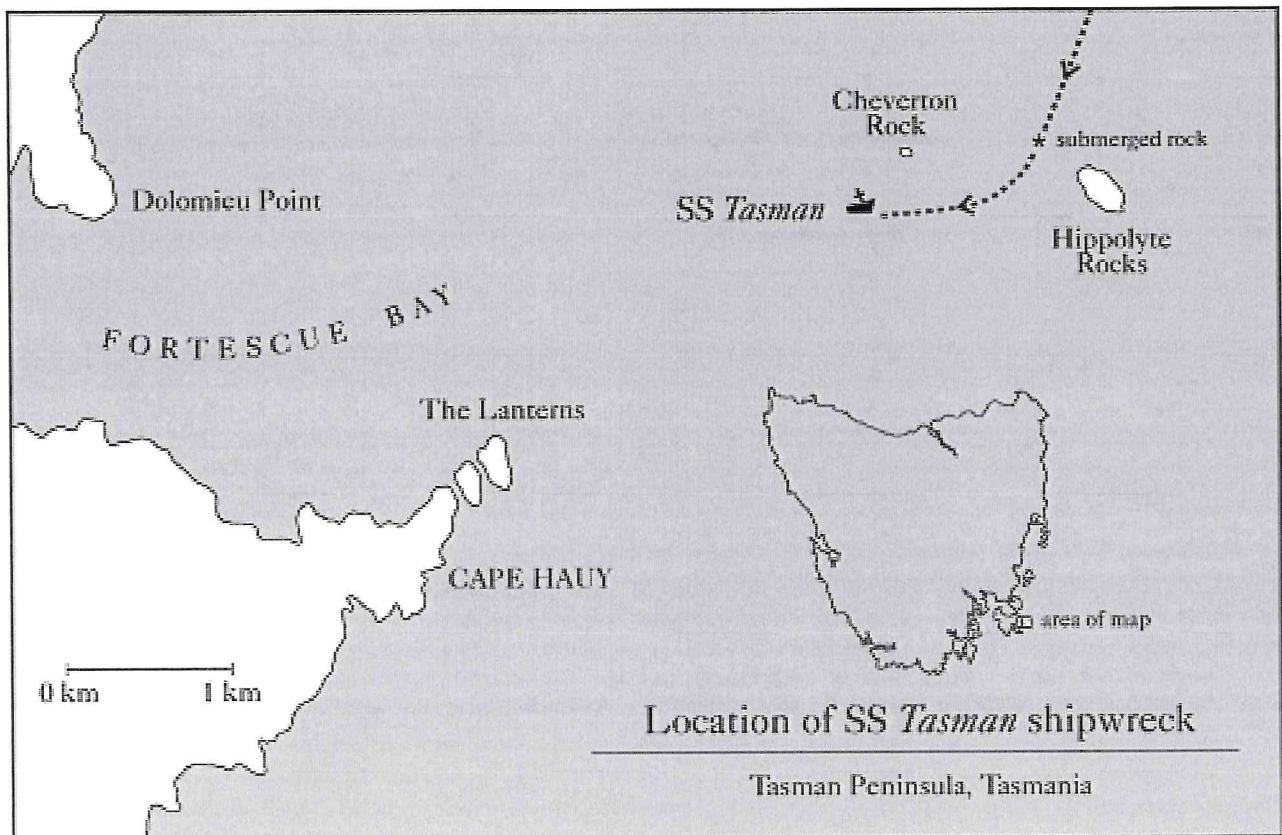 Cheverton
Rock
submerged rock
Dolomieu Point
SS Tasman
Hippolyte
Rocks
FORTESCUE BAY
The Lanterns
CAPE HAUY
area of map
0 km 1 km
Location of SS Tasman shipwreck
Tasman Peninsula, Tasmania